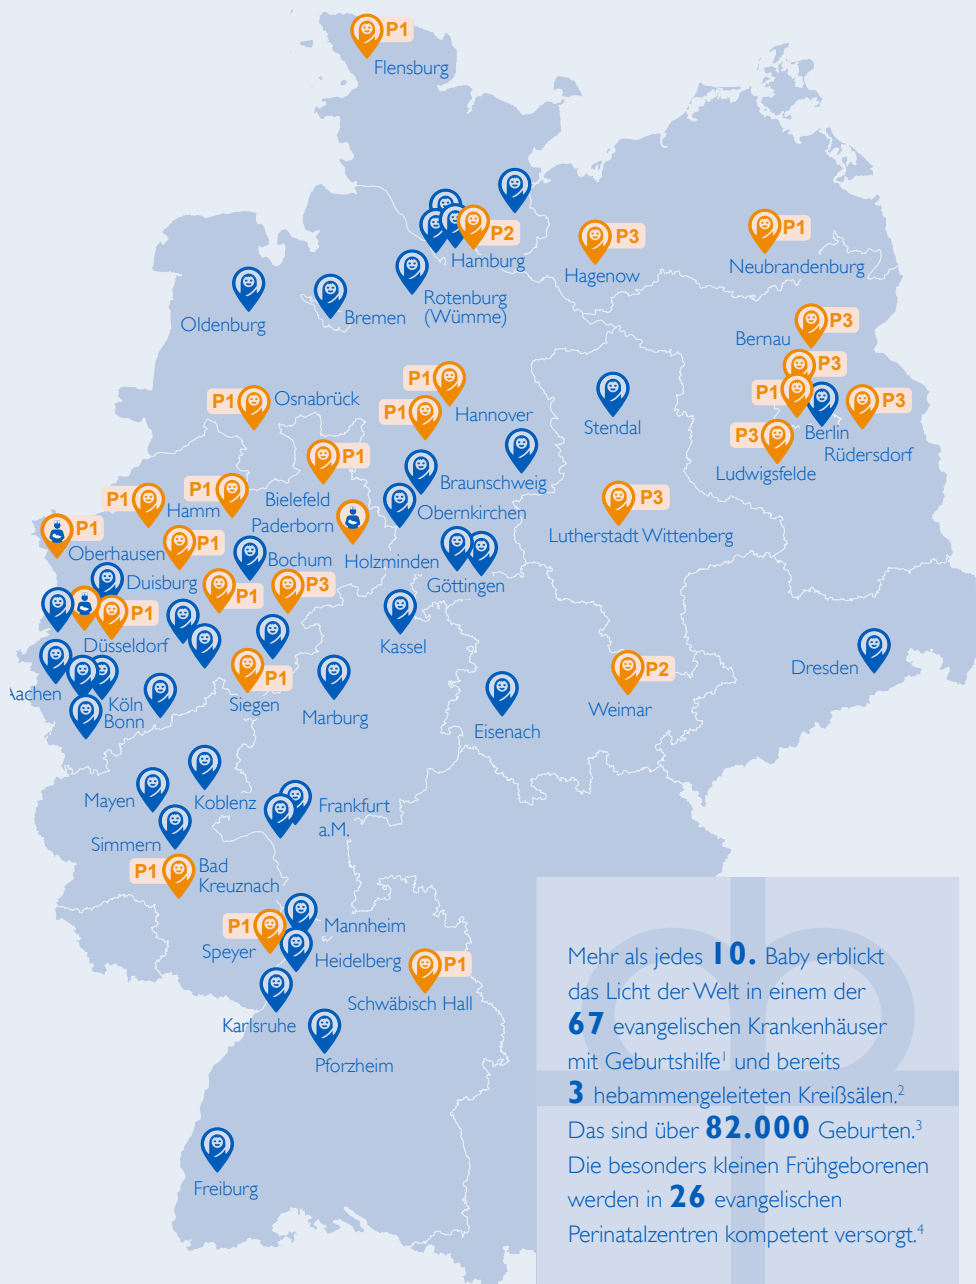 P1
Flensburg
P2
Hamburg
P3
Hagenow
P1
Neubrandenburg
Rotenburg
(Wümme)
Oldenburg
Bremen
P3
Bernau
P3
P1
P1
P1
Osnabrück
P1
Hannover
Stendal
P3
Berlin
Rüdersdorf
P3
Ludwigsfelde
P1
Bielefeld
Braunschweig
P1
P1
Hamm
Paderborn
Obernkirchen
P3
Lutherstadt Wittenberg
P1
Oberhausen
P1
Bochum
Holzminden
Göttingen
Duisburg
P1
P3
P1
Düsseldorf
Kassel
Aachen
Köln
Bonn
P1
Siegen
Marburg
P2
Weimar
Dresden
Eisenach
Mayen
Koblenz
Frankfurt
a.M.
Simmern
P1
Bad
Kreuznach
P1
Speyer
Mannheim
Heidelberg
P1
Schwäbisch Hall
Karlsruhe
Pforzheim
Freiburg
Mehr als jedes 10. Baby erblickt
das Licht der Welt in einem der
67 evangelischen Krankenhäuser
mit Geburtshilfe¹ und bereits
3 hebammengeleiteten Kreißsälen.²
Das sind über 82.000 Geburten.³
Die besonders kleinen Frühgeborenen
werden in 26 evangelischen
Perinatalzentren kompetent versorgt.⁴